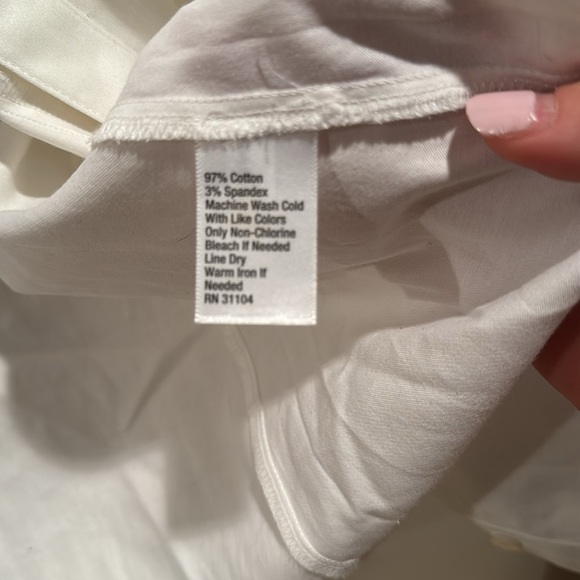 97% Cotton
3% Spandex
Machine Wash Cold
With Like Colors
Only Non-Chlorine
Bleach If Needed
Line Dry
Warm Iron If
Needed
RN 31104